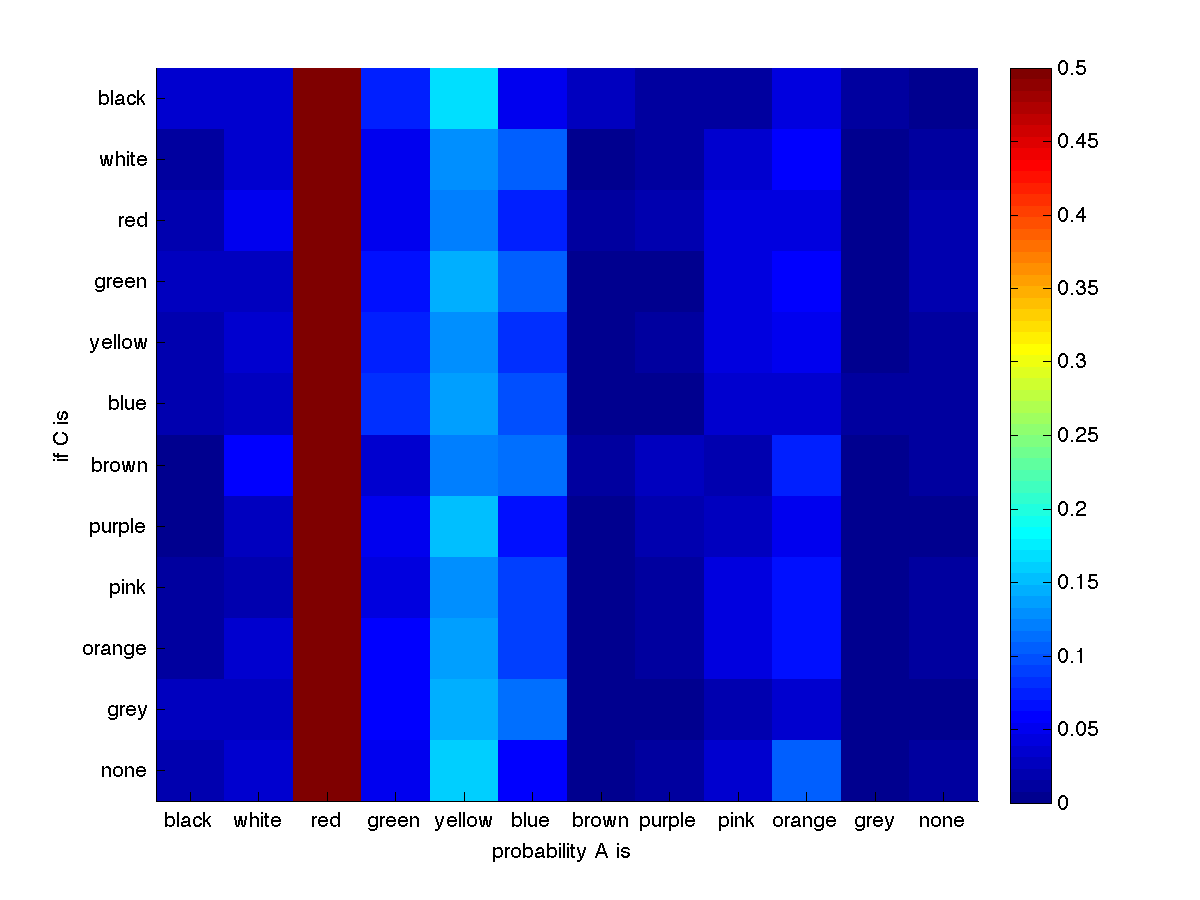 black
white
red
green
yellow
blue
brown
purple
pink
orange
grey
none
if C is
black white red green yellow blue brown purple pink orange grey none
probability A is
0.5
0.45
0.4
0.35
0.3
0.25
0.2
0.15
0.1
0.05
0